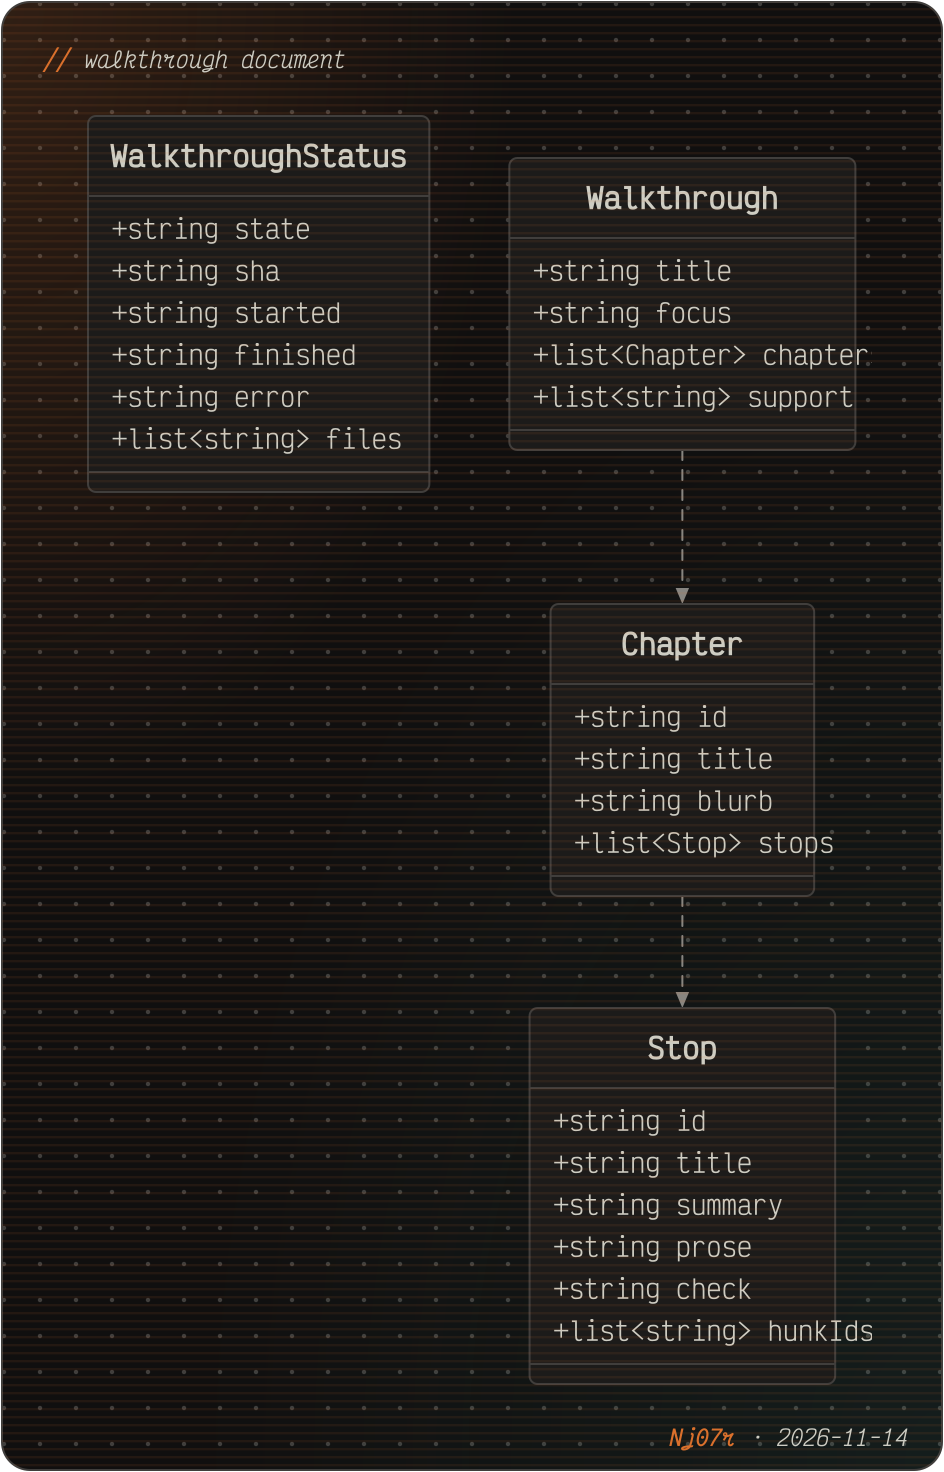 // walkthrough document
WalkthroughStatus
+string state
+string sha
+string started
+string finished
+string error
+list<string> files
Walkthrough
+string title
+string focus
+list<Chapter> chapter
+list<string> support
Chapter
+string id
+string title
+string blurb
+list<Stop> stops
Stop
+string id
+string title
+string summary
+string prose
+string check
+list<string> hunkIds
Nj07r · 2026-11-14